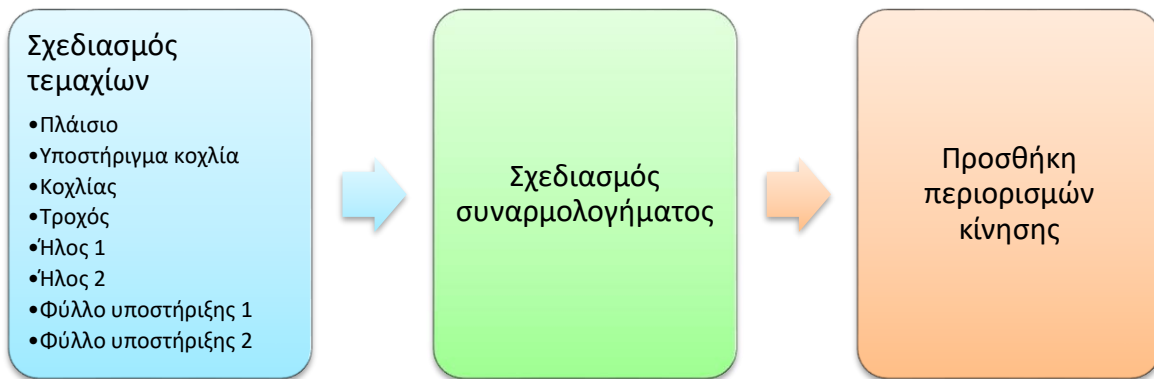 Σχεδιασμός
τεμαχίων
•Πλάισιο
•Υποστήριγμα κοχλία
•Κοχλίας
•Τροχός
•Ήλος 1
•Ήλος 2
•Φύλλο υποστήριξης 1
•Φύλλο υποστήριξης 2
Σχεδιασμός
συναρμολογήματος
Προσθήκη
περιορισμών
κίνησης